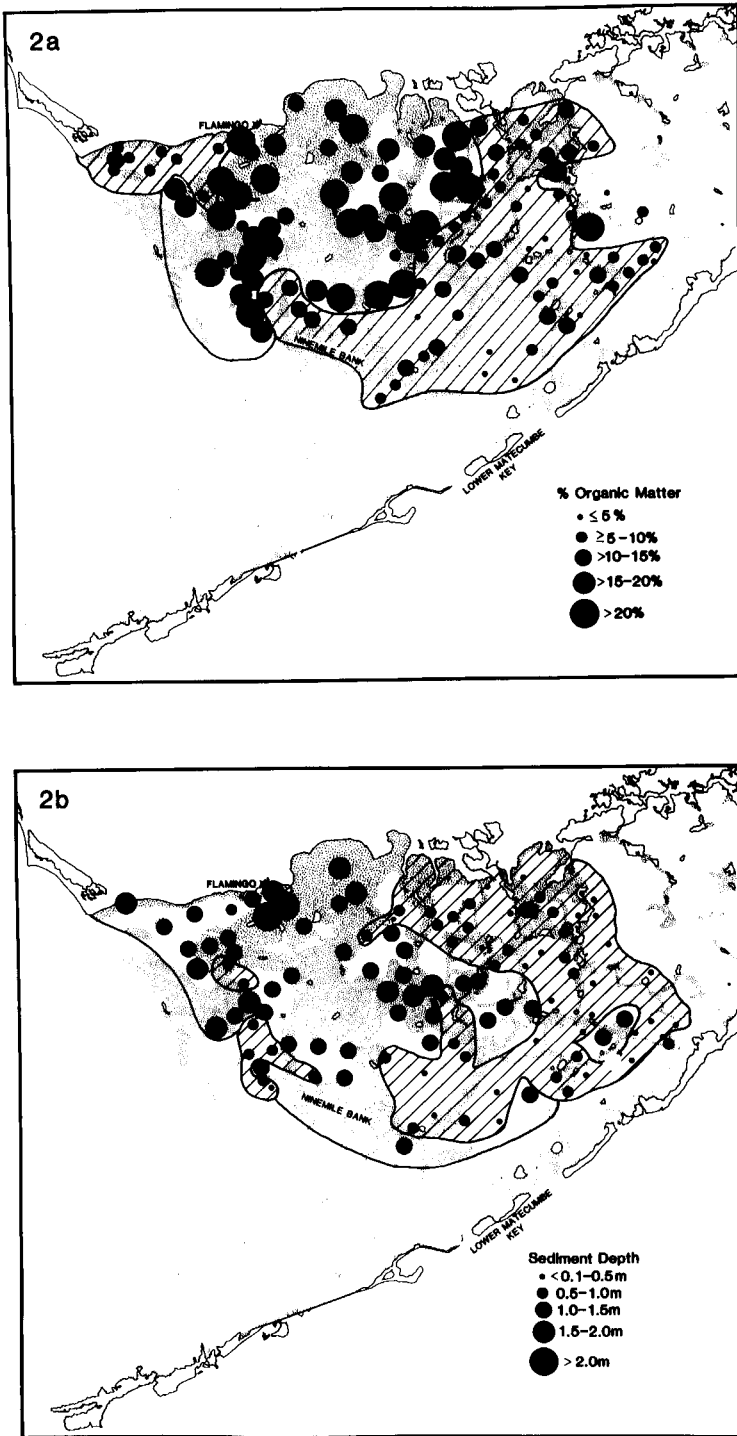 2a
FLAMINGO
NINEMILE BANK
LOWER MATECUMBE
KEY
% Organic Matter
≤ 5%
≥5-10%
>10-15%
>15-20%
>20%
2b
FLAMINGO
NINEMILE BANK
LOWER MATECUMBE
KEY
Sediment Depth
<0.1-0.5m
0.5-1.0m
1.0-1.5m
1.5-2.0m
>2.0m